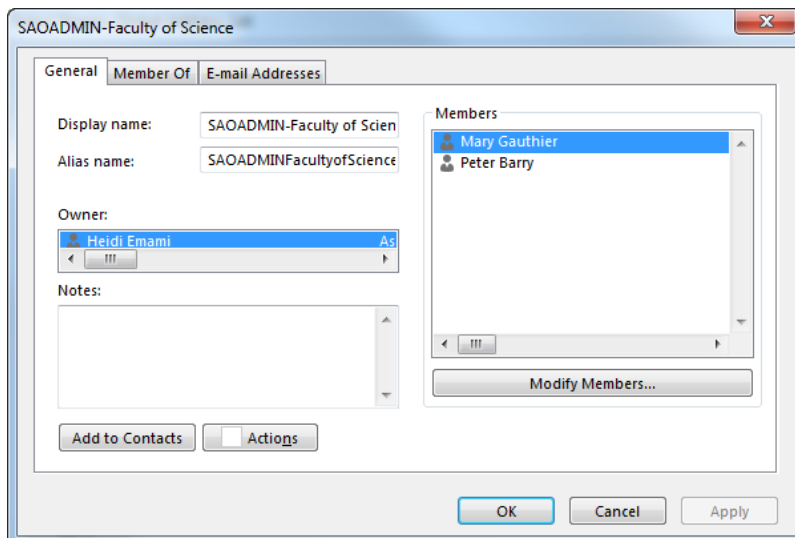 SAOADMIN-Faculty of Science
General
Member Of
E-mail Addresses
Display name:
SAOADMIN-Faculty of Scien
Alias name:
SAOADMINFacultyofScience
Owner:
Heidi Emami As
Notes:
Add to Contacts
Actions
Members
Mary Gauthier
Peter Barry
Modify Members...
OK
Cancel
Apply